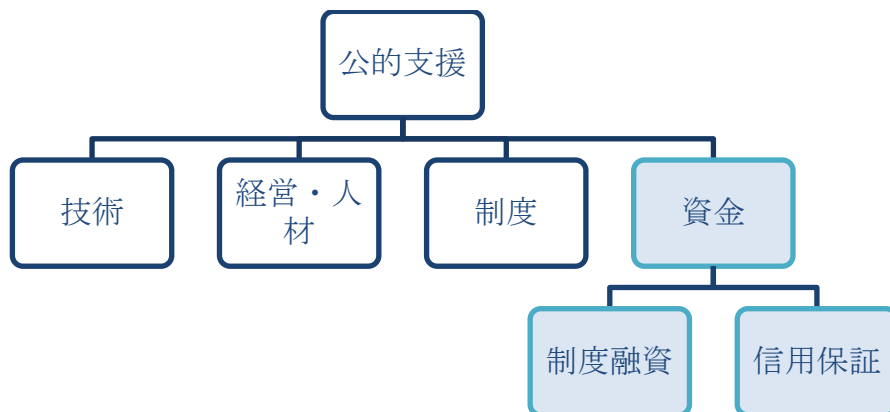 公的支援
技術
経営・人
材
制度
資金
制度融資
信用保証